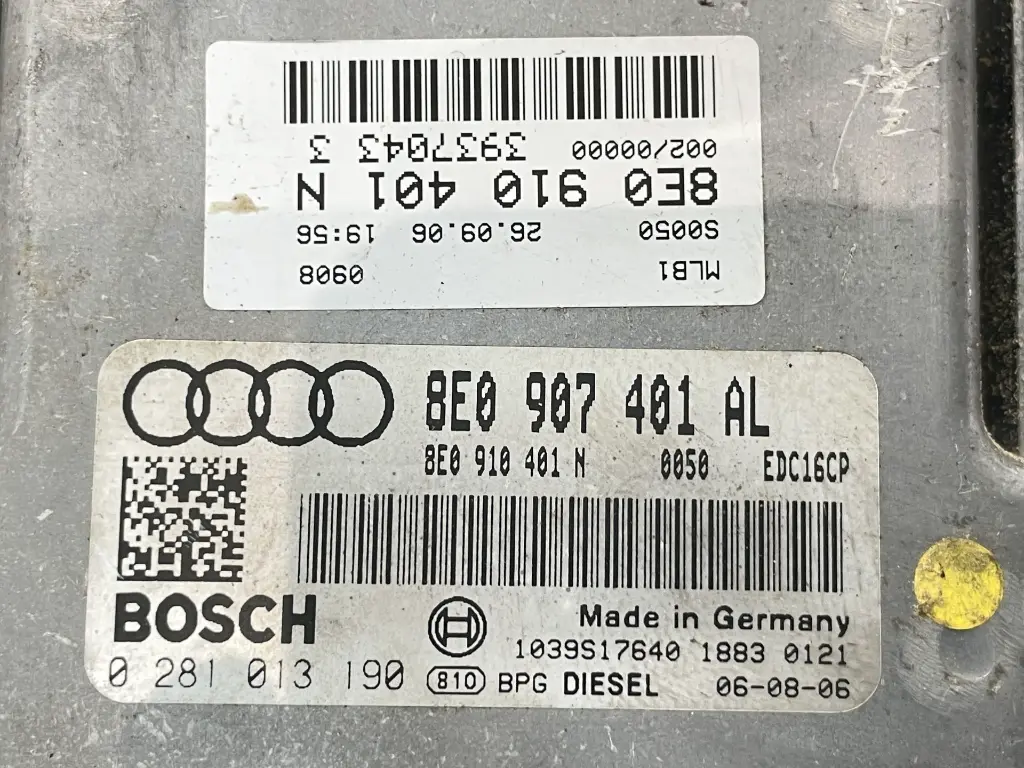 MLB1 0908
S0050 26.09.06 19:56
8E0 910 401 N
002/00000 3937043 3
8E0 907 401 AL
8E0 910 401 N 0050 EDC16CP
BOSCH
Made in Germany
1039S17640 1883 0121
0 281 013 190 810 BPG DIESEL 06-08-06